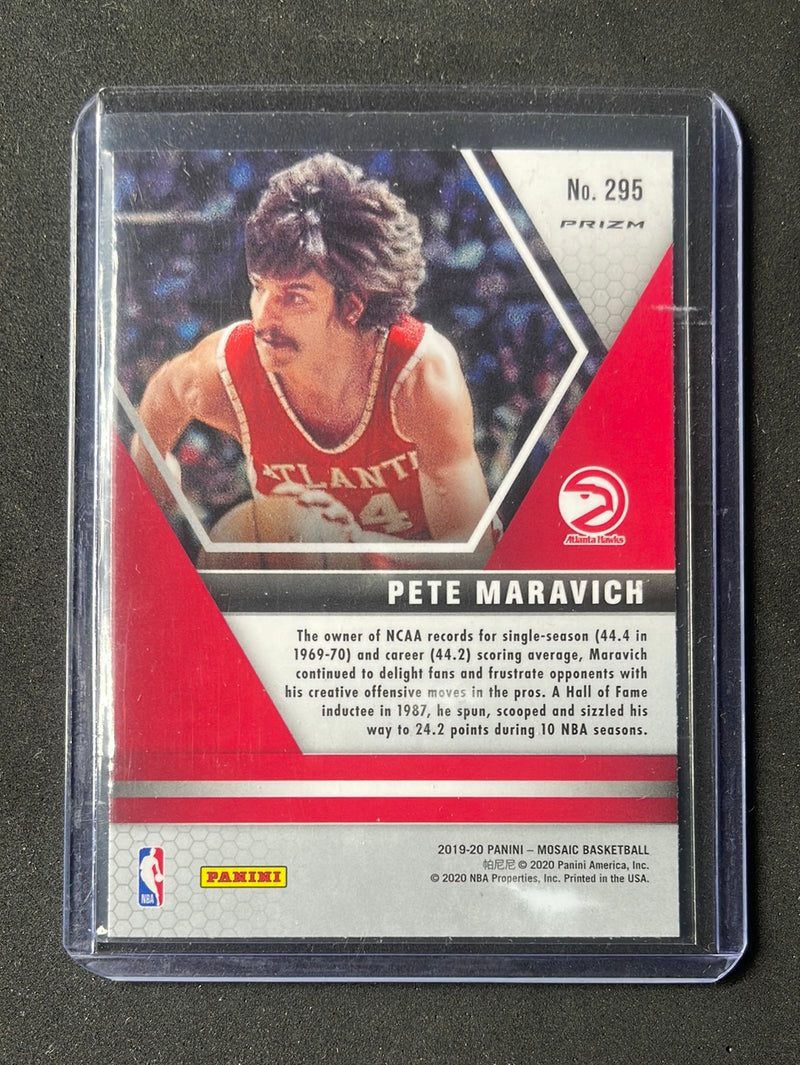 No. 295
PRIZM
ATLANT
4
Atlanta Hawks
PETE MARAVICH
The owner of NCAA records for single-season (44.4 in
1969-70) and career (44.2) scoring average, Maravich
continued to delight fans and frustrate opponents with
his creative offensive moves in the pros. A Hall of Fame
inductee in 1987, he spun, scooped and sizzled his
way to 24.2 points during 10 NBA seasons.
2019-20 PANINI – MOSAIC BASKETBALL
帕尼尼 © 2020 Panini America, Inc.
© 2020 NBA Properties, Inc. Printed in the USA.
NBA
PANINI